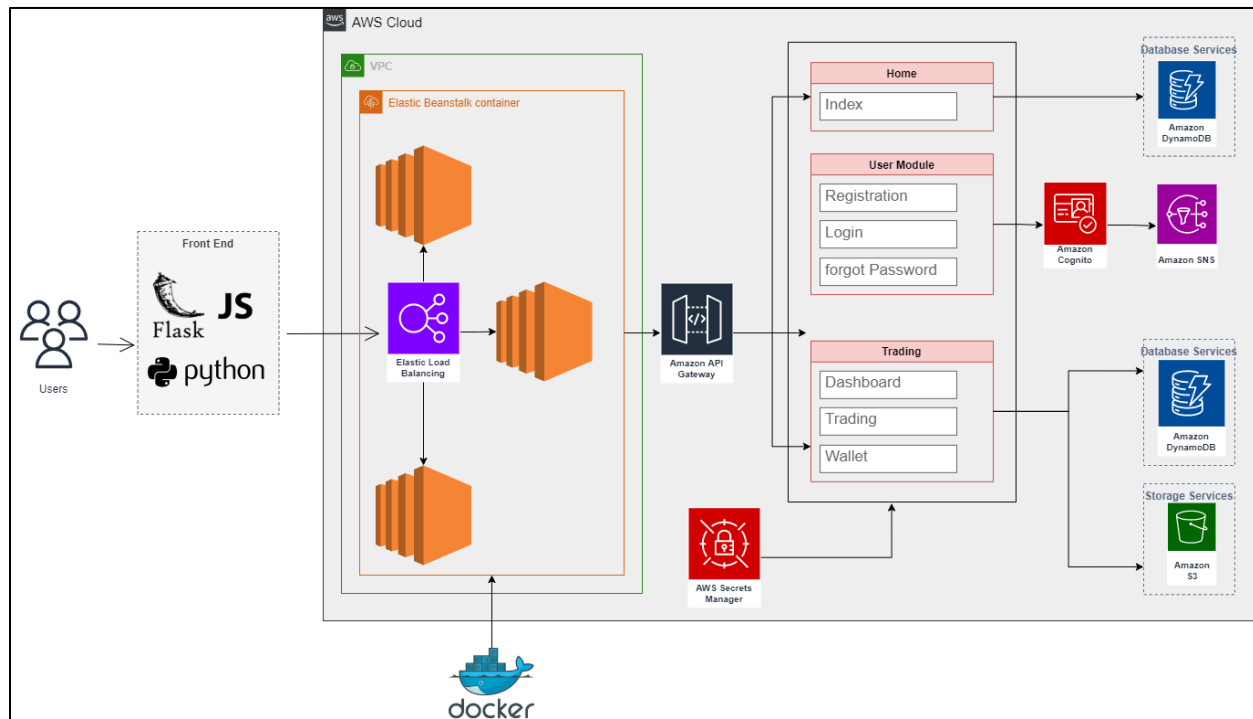 aws
AWS Cloud
VPC
Elastic Beanstalk container
Users
Front End
Flask
JS
python
Elastic Load
Balancing
Amazon API
Gateway
Home
Index
User Module
Registration
Login
forgot Password
Trading
Dashboard
Trading
Wallet
AWS Secrets
Manager
Database Services
Amazon
DynamoDB
Amazon
Cognito
Amazon SNS
Database Services
Amazon
DynamoDB
Storage Services
Amazon
S3
docker